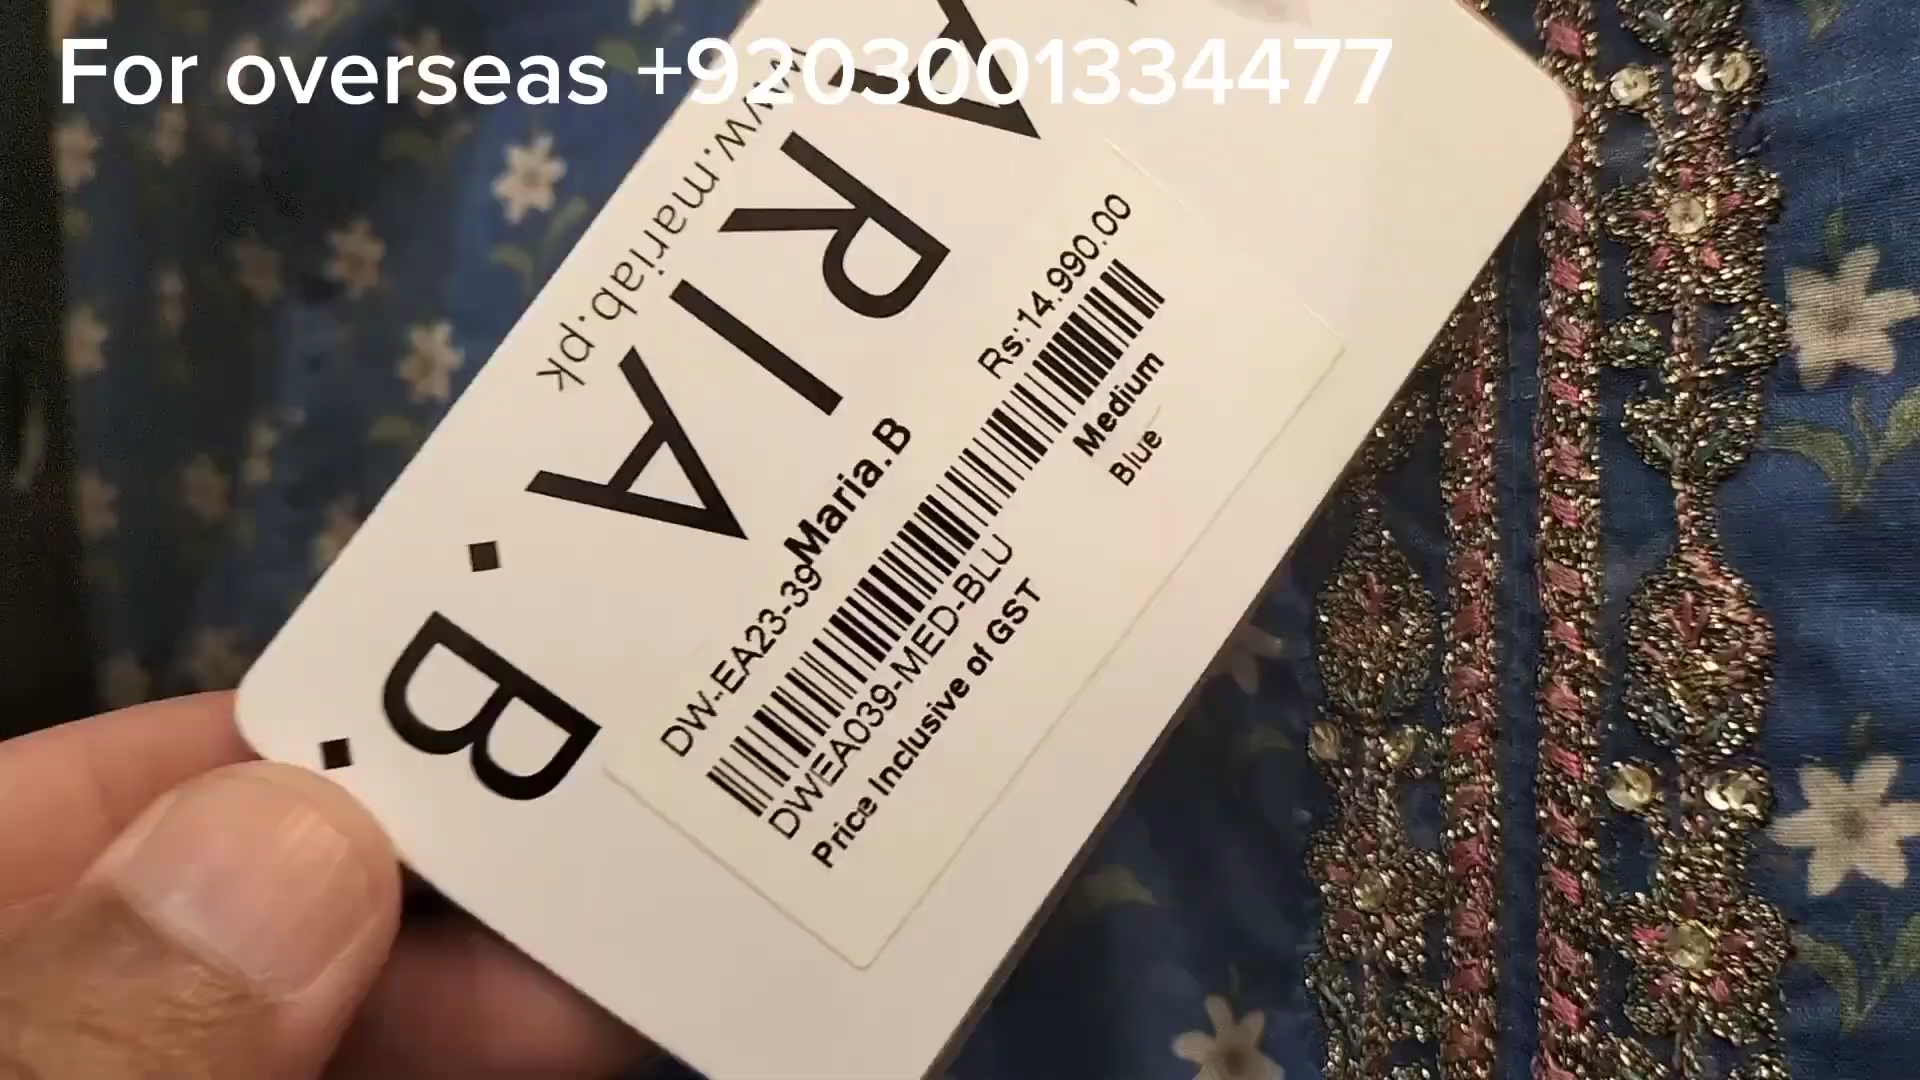 For overseas +9203001334477
www.mariab.pk
ARIA.B.
Maria.B
DW-EA23-39
Rs:14,990.00
DWEA039-MED-BLU
Medium
Price Inclusive of GST
Blue